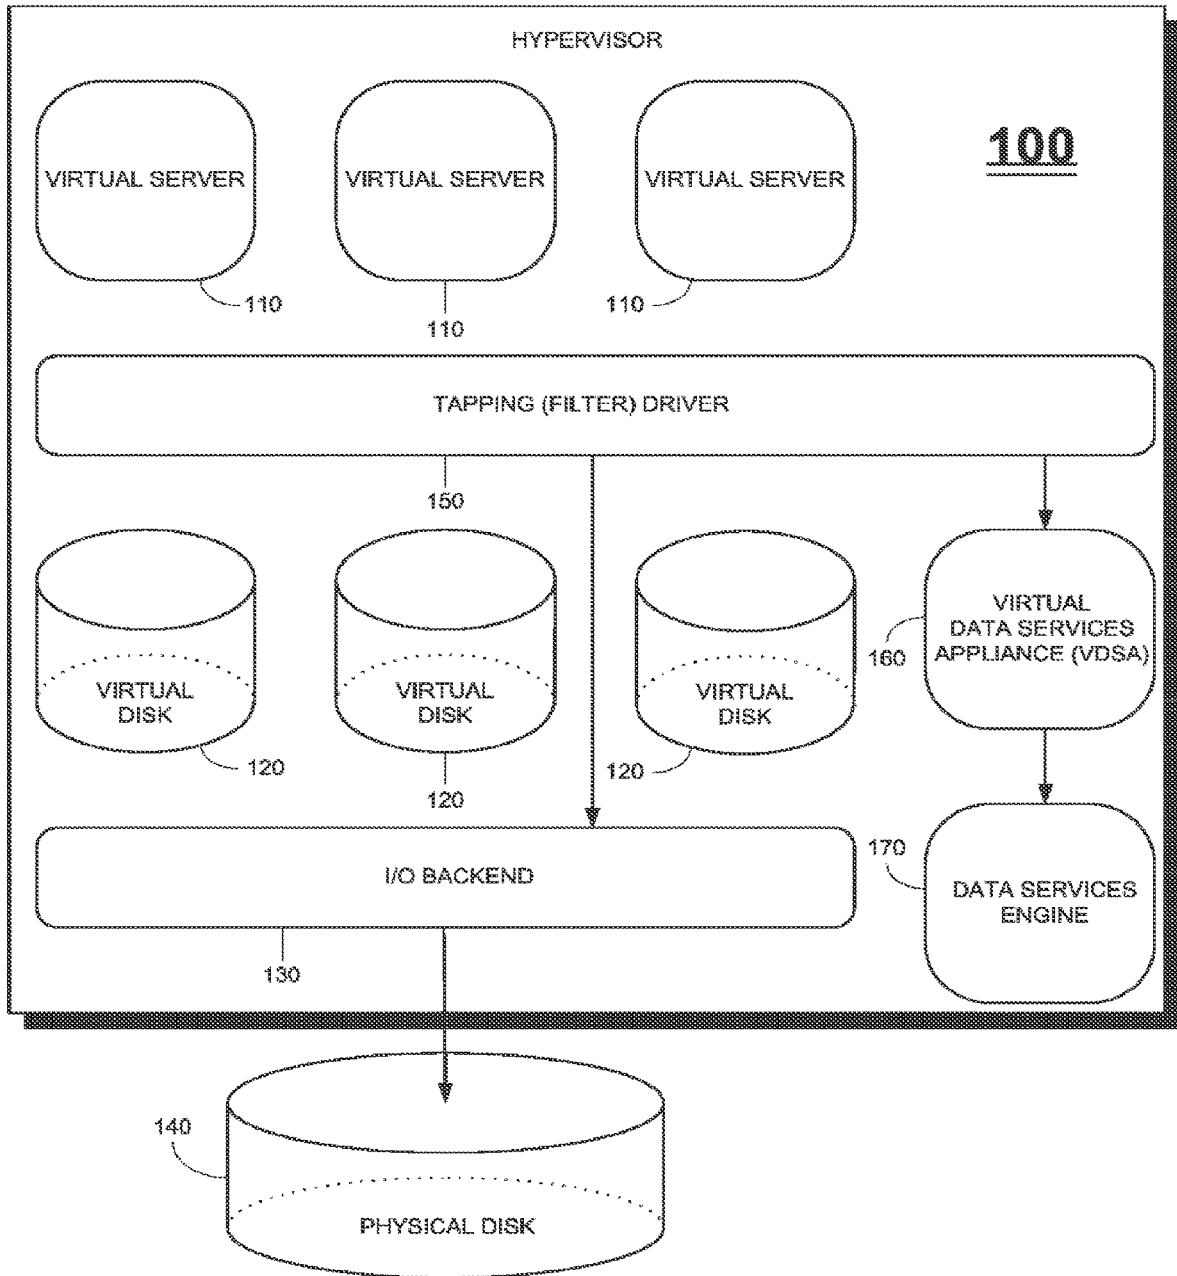 HYPERVISOR
100
VIRTUAL SERVER
VIRTUAL SERVER
VIRTUAL SERVER
110
110
110
TAPPING (FILTER) DRIVER
150
VIRTUAL
DISK
VIRTUAL
DISK
VIRTUAL
DISK
VIRTUAL
DATA SERVICES
APPLIANCE (VDSA)
160
120
120
120
I/O BACKEND
170
DATA SERVICES
ENGINE
130
140
PHYSICAL DISK